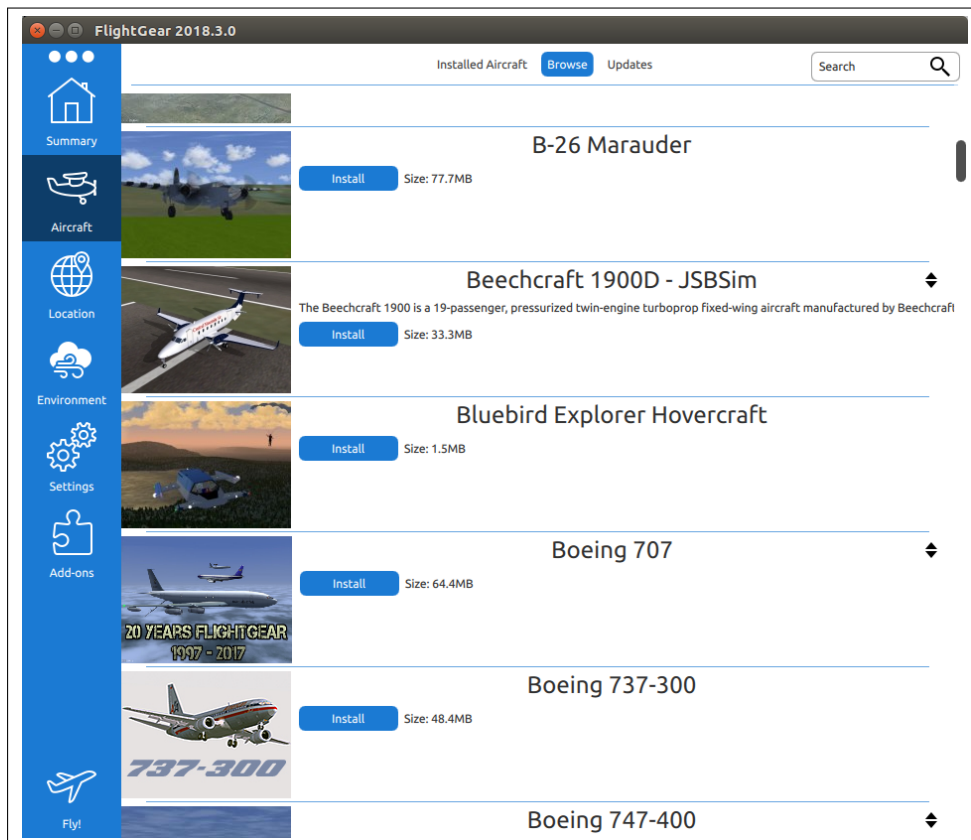 FlightGear 2018.3.0
Installed Aircraft
Browse
Updates
Search
Summary
Aircraft
Location
Environment
Settings
Add-ons
Fly!
B-26 Marauder
Install
Size: 77.7MB
Beechcraft 1900D - JSBSim
The Beechcraft 1900 is a 19-passenger, pressurized twin-engine turboprop fixed-wing aircraft manufactured by Beechcraft
Install
Size: 33.3MB
Bluebird Explorer Hovercraft
Install
Size: 1.5MB
Boeing 707
Install
Size: 64.4MB
20 YEARS FLIGHTGEAR
1997 - 2017
Boeing 737-300
Install
Size: 48.4MB
737-300
Boeing 747-400